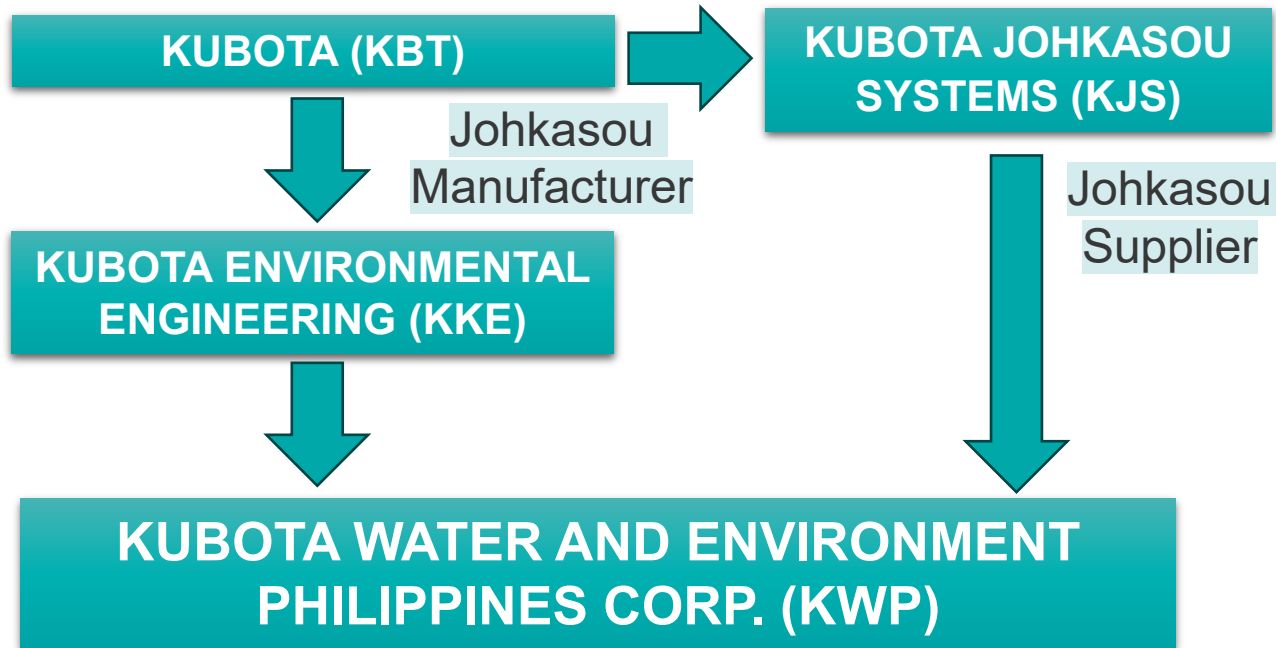 KUBOTA (KBT)
KUBOTA JOHKASOU
SYSTEMS (KJS)
Johkasou
Manufacturer
Johkasou
Supplier
KUBOTA ENVIRONMENTAL
ENGINEERING (KKE)
KUBOTA WATER AND ENVIRONMENT
PHILIPPINES CORP. (KWP)